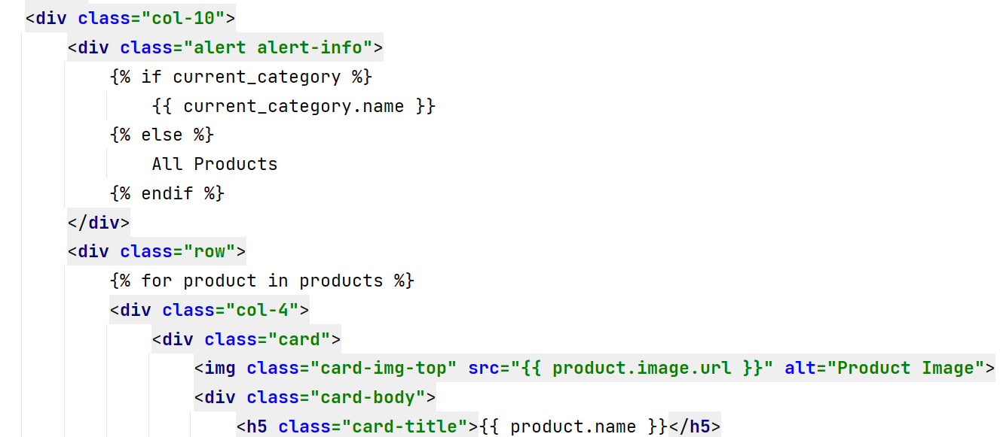 <div class="col-10">
    <div class="alert alert-info">
        {% if current_category %}
            {{ current_category.name }}
        {% else %}
            All Products
        {% endif %}
    </div>
    <div class="row">
        {% for product in products %}
        <div class="col-4">
            <div class="card">
                <img class="card-img-top" src="{{ product.image.url }}" alt="Product Image">
                <div class="card-body">
                    <h5 class="card-title">{{ product.name }}</h5>